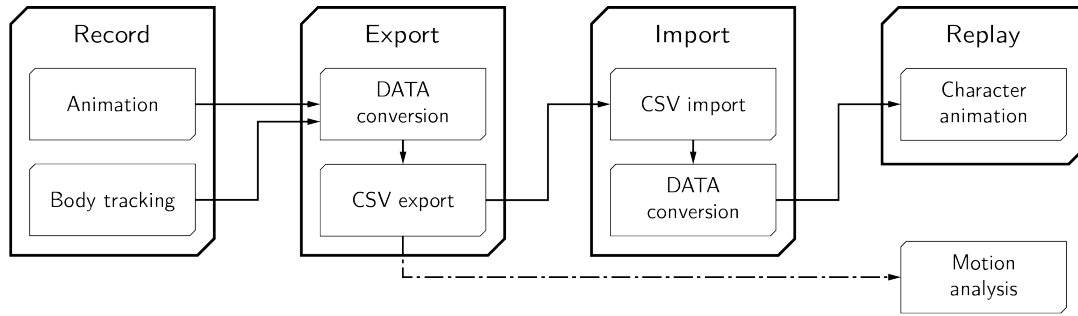 Record
Animation
Body tracking
Export
DATA
conversion
CSV export
Import
CSV import
DATA
conversion
Replay
Character
animation
Motion
analysis